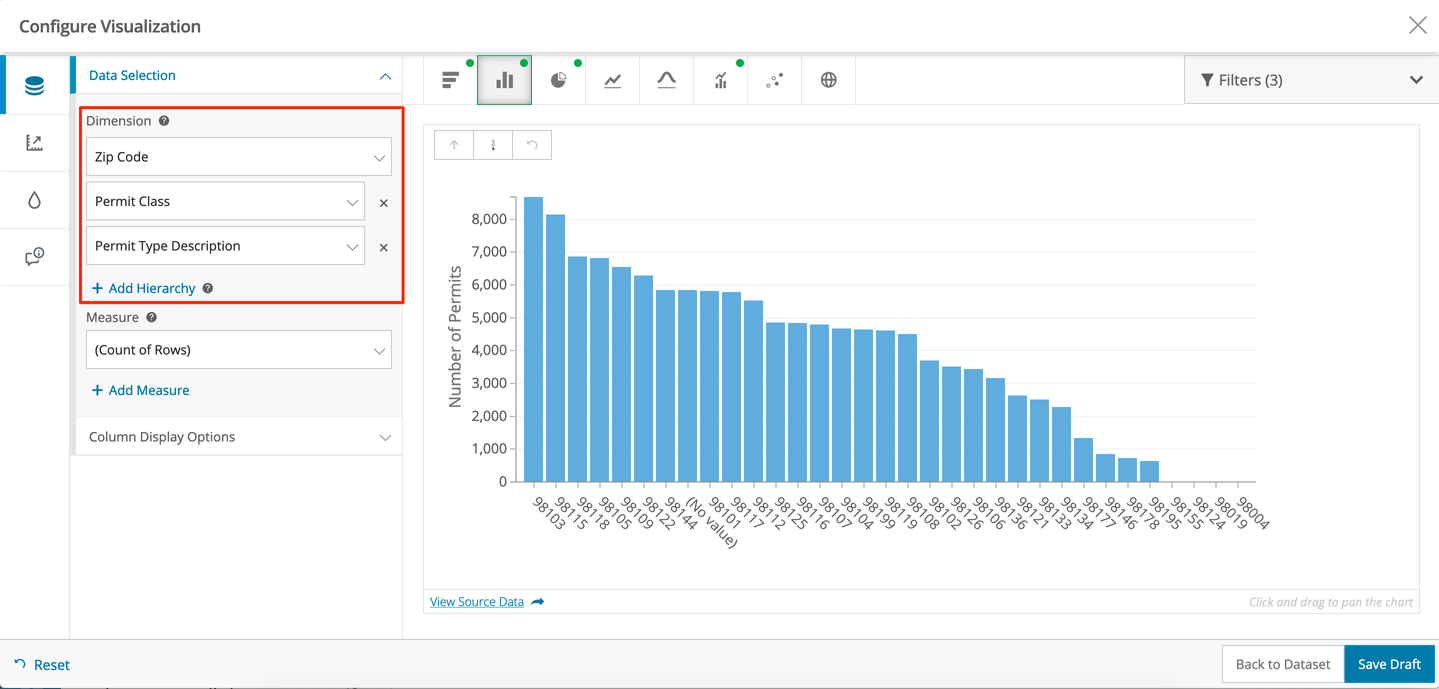 Configure Visualization
Data Selection
Filters (3)
Dimension
Zip Code
Permit Class
Permit Type Description
+ Add Hierarchy
Measure
(Count of Rows)
+ Add Measure
Column Display Options
Number of Permits
8,000
7,000
6,000
5,000
4,000
3,000
2,000
1,000
0
98103
98115
98118
98105
98109
98122
98144
(No value)
98101
98117
98112
98125
98116
98107
98104
98199
98119
98108
98102
98126
98106
98136
98121
98133
98134
98177
98146
98178
98195
98155
98124
98019
98004
View Source Data
Click and drag to pan the chart
Reset
Back to Dataset
Save Draft